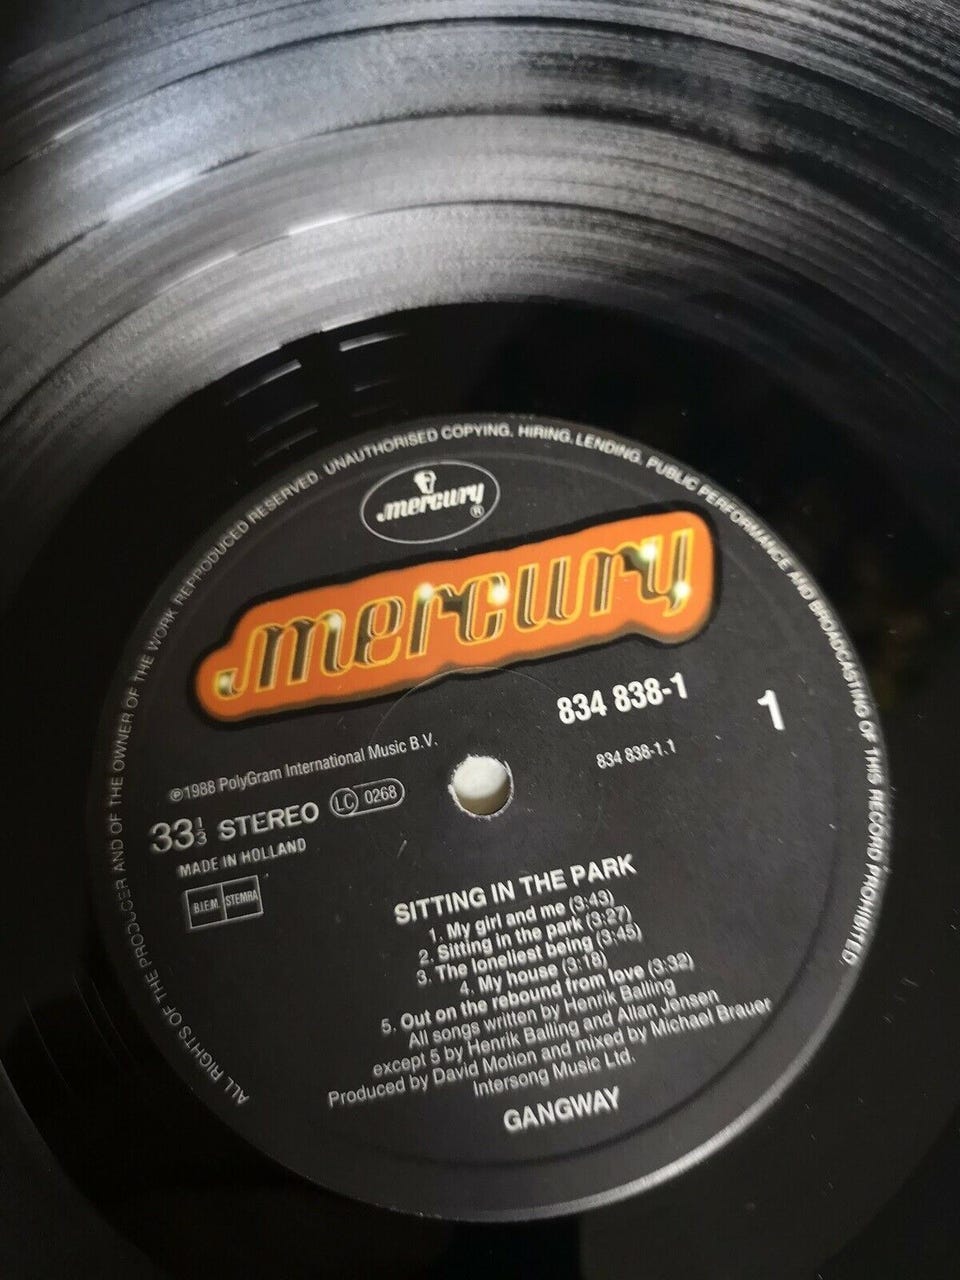 ALL RIGHTS OF THE PRODUCER AND OF THE OWNER OF THE WORK REPRODUCED RESERVED. UNAUTHORISED COPYING, HIRING, LENDING, PUBLIC PERFORMANCE AND BROADCASTING OF THIS RECORD PROHIBITED.
mercury ®
mercury
834 838-1
1
834 838-1.1
℗1988 PolyGram International Music B.V.
33⅓ STEREO LC 0268
MADE IN HOLLAND
B.I.E.M. STEMRA
SITTING IN THE PARK
1. My girl and me (3:43)
2. Sitting in the park (3:27)
3. The loneliest being (3:45)
4. My house (3:18)
5. Out on the rebound from love (3:32)
All songs written by Henrik Balling
except 5 by Henrik Balling and Allan Jensen
Produced by David Motion and mixed by Michael Brauer
Intersong Music Ltd.
GANGWAY